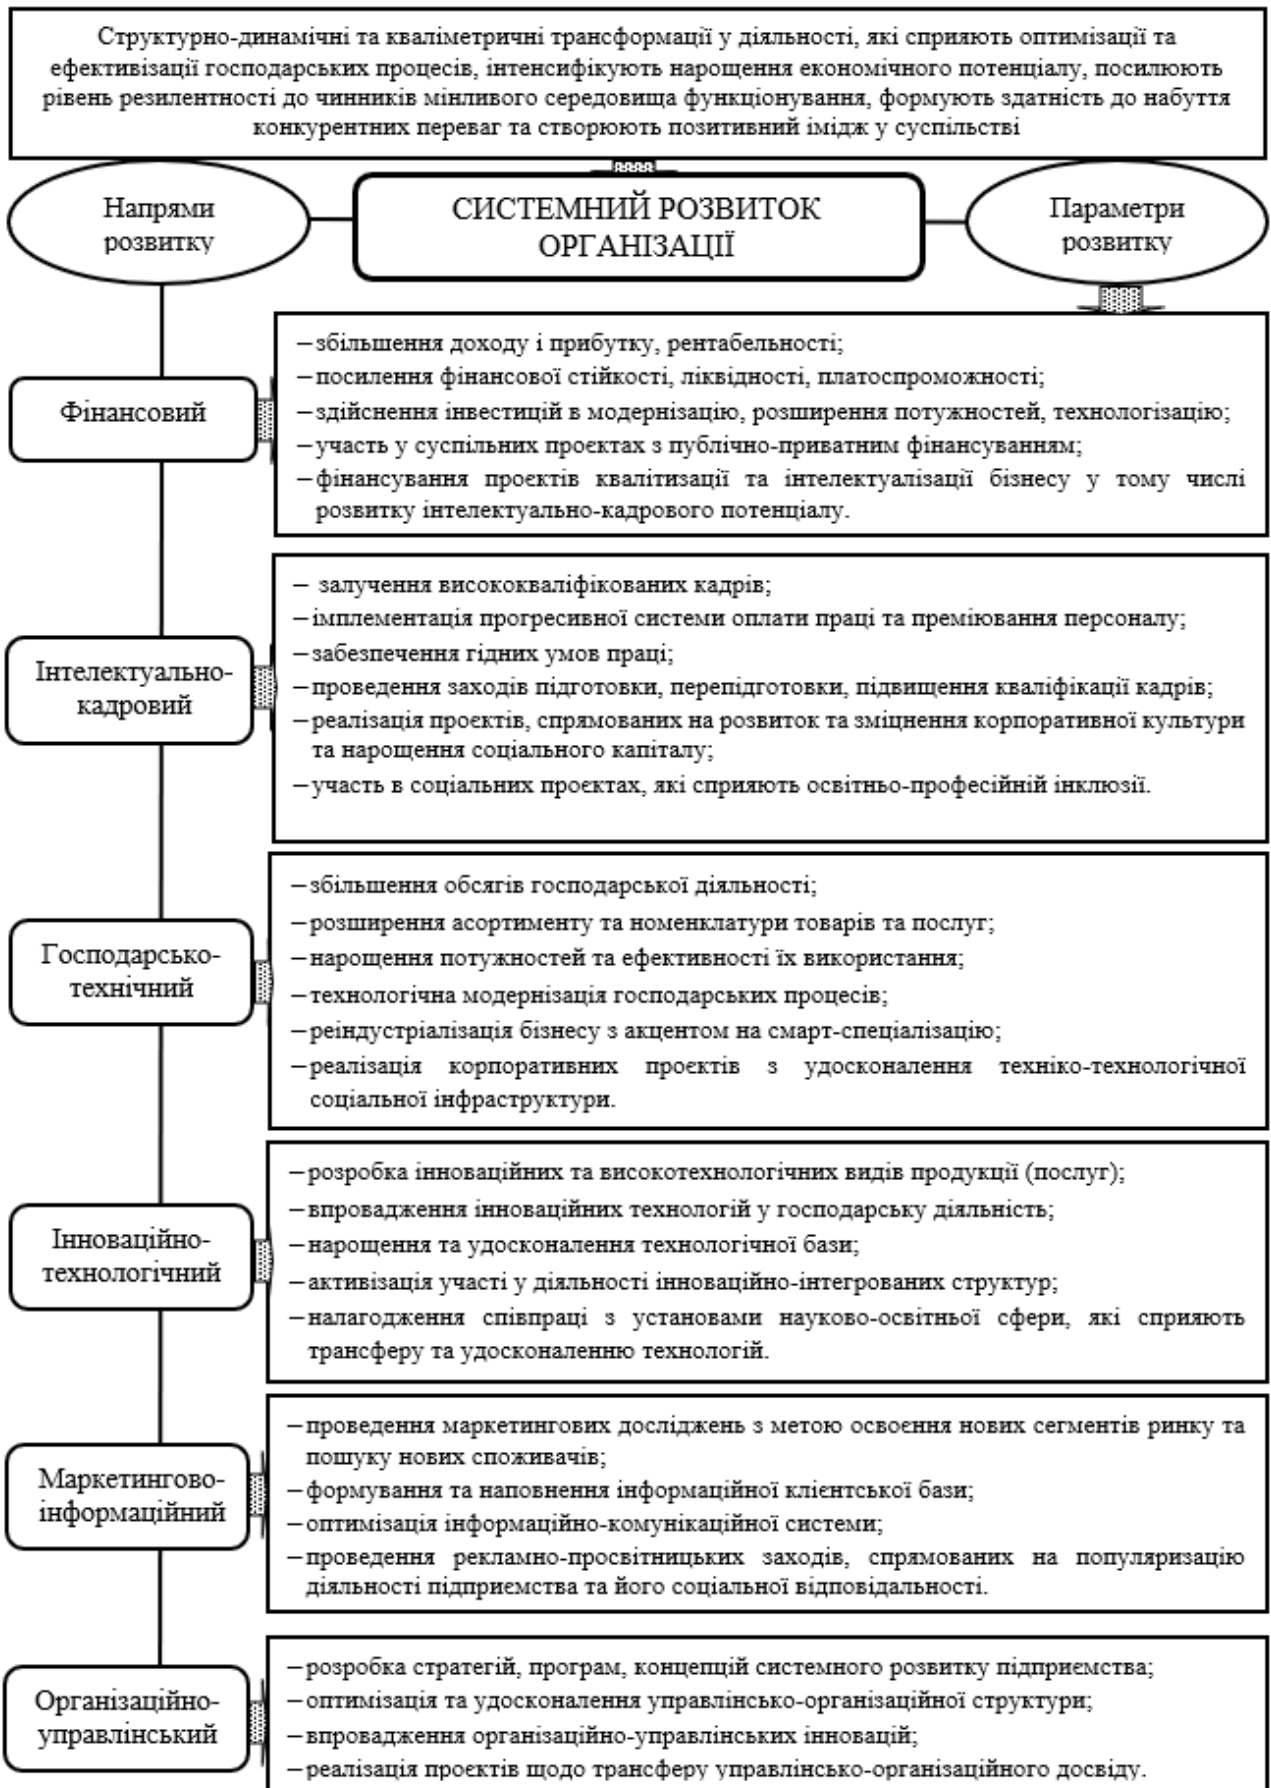 Структурно-динамічні та кваліметричні трансформації у діяльності, які сприяють оптимізації та
ефективізації господарських процесів, інтенсифікують нарощення економічного потенціалу, посилюють
рівень резилентності до чинників мінливого середовища функціонування, формують здатність до набуття
конкурентних переваг та створюють позитивний імідж у суспільстві
Напрями
розвитку
СИСТЕМНИЙ РОЗВИТОК
ОРГАНІЗАЦІЇ
Параметри
розвитку
Фінансовий
– збільшення доходу і прибутку, рентабельності;
– посилення фінансової стійкості, ліквідності, платоспроможності;
– здійснення інвестицій в модернізацію, розширення потужностей, технологізацію;
– участь у суспільних проєктах з публічно-приватним фінансуванням;
– фінансування проєктів квалітизації та інтелектуалізації бізнесу у тому числі
розвитку інтелектуально-кадрового потенціалу.
Інтелектуально-
кадровий
– залучення висококваліфікованих кадрів;
– імплементація прогресивної системи оплати праці та преміювання персоналу;
– забезпечення гідних умов праці;
– проведення заходів підготовки, перепідготовки, підвищення кваліфікації кадрів;
– реалізація проєктів, спрямованих на розвиток та зміцнення корпоративної культури
та нарощення соціального капіталу;
– участь в соціальних проєктах, які сприяють освітньо-професійній інклюзії.
Господарсько-
технічний
– збільшення обсягів господарської діяльності;
– розширення асортименту та номенклатури товарів та послуг;
– нарощення потужностей та ефективності їх використання;
– технологічна модернізація господарських процесів;
– реіндустріалізація бізнесу з акцентом на смарт-спеціалізацію;
– реалізація корпоративних проєктів з удосконалення техніко-технологічної
соціальної інфраструктури.
Інноваційно-
технологічний
– розробка інноваційних та високотехнологічних видів продукції (послуг);
– впровадження інноваційних технологій у господарську діяльність;
– нарощення та удосконалення технологічної бази;
– активізація участі у діяльності інноваційно-інтегрованих структур;
– налагодження співпраці з установами науково-освітньої сфери, які сприяють
трансферу та удосконаленню технологій.
Маркетингово-
інформаційний
– проведення маркетингових досліджень з метою освоєння нових сегментів ринку та
пошуку нових споживачів;
– формування та наповнення інформаційної клієнтської бази;
– оптимізація інформаційно-комунікаційної системи;
– проведення рекламно-просвітницьких заходів, спрямованих на популяризацію
діяльності підприємства та його соціальної відповідальності.
Організаційно-
управлінський
– розробка стратегій, програм, концепцій системного розвитку підприємства;
– оптимізація та удосконалення управлінсько-організаційної структури;
– впровадження організаційно-управлінських інновацій;
– реалізація проєктів щодо трансферу управлінсько-організаційного досвіду.